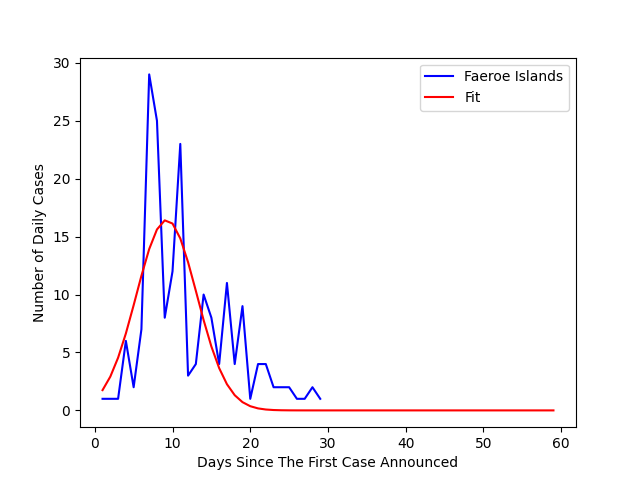 Faeroe Islands
Fit
30
25
20
15
10
5
0
Number of Daily Cases
0 10 20 30 40 50 60
Days Since The First Case Announced